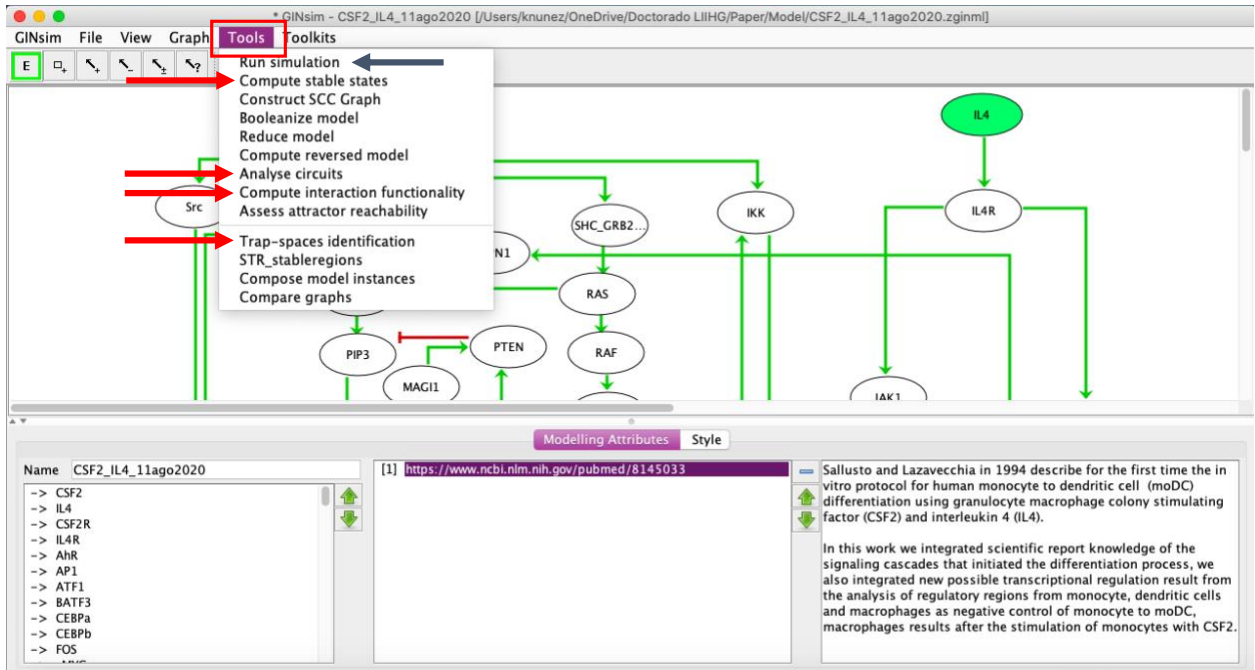 * GINsim - CSF2_IL4_11ago2020 [/Users/knunez/OneDrive/Doctorado LIIHG/Paper/Model/CSF2_IL4_11ago2020.zginml]
GINsim File View Graph Tools Toolkits
E
Run simulation
Compute stable states
Construct SCC Graph
Booleanize model
Reduce model
Compute reversed model
Analyse circuits
Compute interaction functionality
Assess attractor reachability
Trap-spaces identification
STR_stableregions
Compose model instances
Compare graphs
IL4
Src
SHC_GRB2...
IKK
IL4R
N1
RAS
PIP3
PTEN
RAF
MAGI1
JAK1
Modelling Attributes Style
Name CSF2_IL4_11ago2020
-> CSF2
-> IL4
-> CSF2R
-> IL4R
-> AhR
-> AP1
-> ATF1
-> BATF3
-> CEBPa
-> CEBPb
-> FOS
[1] https://www.ncbi.nlm.nih.gov/pubmed/8145033
Sallusto and Lazavecchia in 1994 describe for the first time the in
vitro protocol for human monocyte to dendritic cell (moDC)
differentiation using granulocyte macrophage colony stimulating
factor (CSF2) and interleukin 4 (IL4).
In this work we integrated scientific report knowledge of the
signaling cascades that initiated the differentiation process, we
also integrated new possible transcriptional regulation result from
the analysis of regulatory regions from monocyte, dendritic cells
and macrophages as negative control of monocyte to moDC,
macrophages results after the stimulation of monocytes with CSF2.